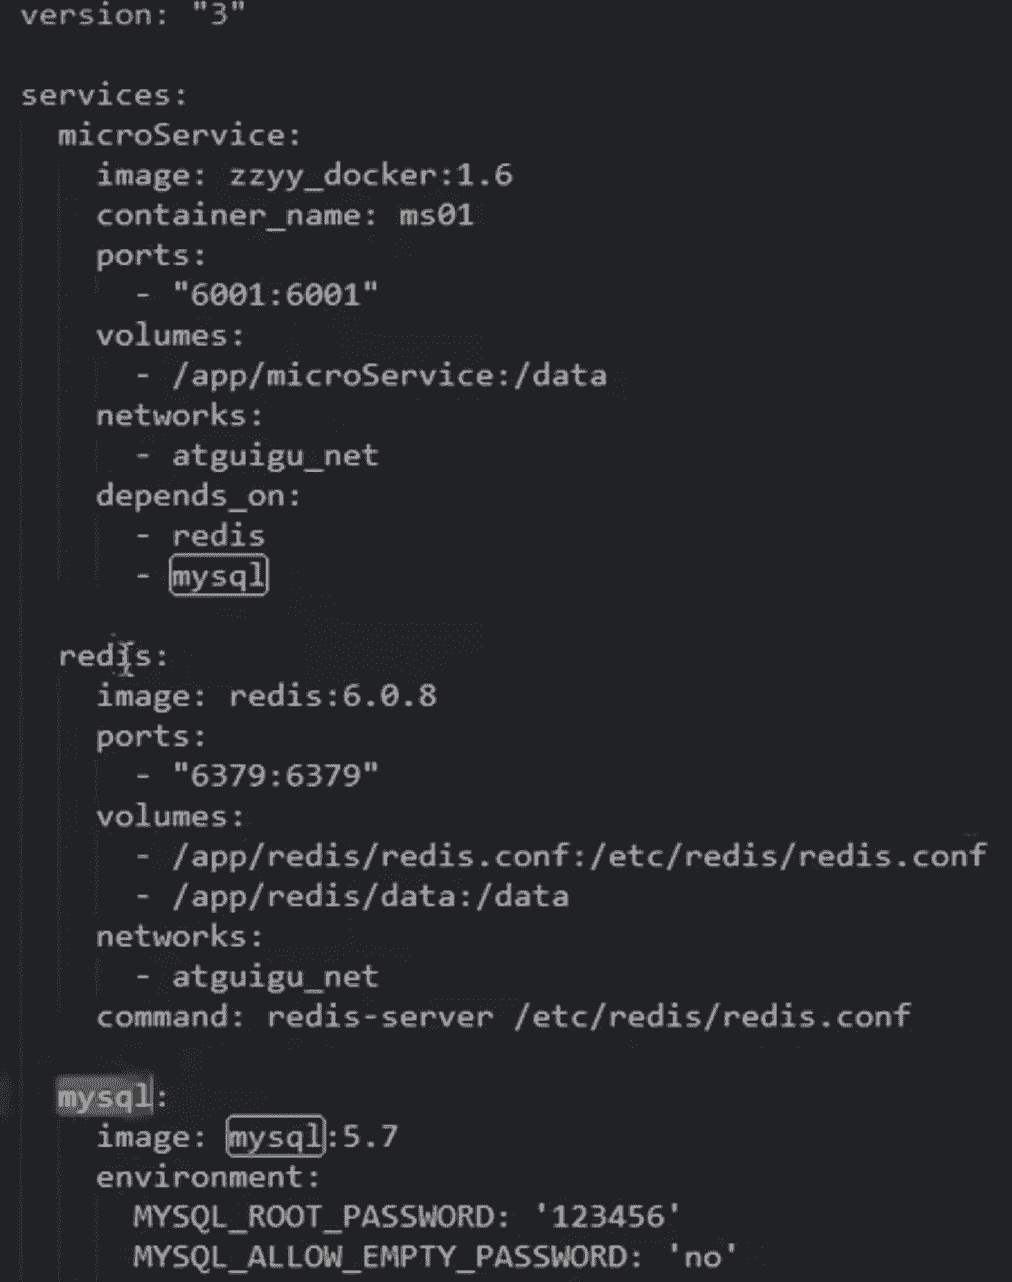 version: "3"
services:
microService:
image: zzyy_docker:1.6
container_name: ms01
ports:
- "6001:6001"
volumes:
- /app/microService:/data
networks:
- atguigu_net
depends_on:
- redis
- mysql
redis:
image: redis:6.0.8
ports:
- "6379:6379"
volumes:
- /app/redis/redis.conf:/etc/redis/redis.conf
- /app/redis/data:/data
networks:
- atguigu_net
command: redis-server /etc/redis/redis.conf
mysql:
image: mysql:5.7
environment:
MYSQL_ROOT_PASSWORD: '123456'
MYSQL_ALLOW_EMPTY_PASSWORD: 'no'